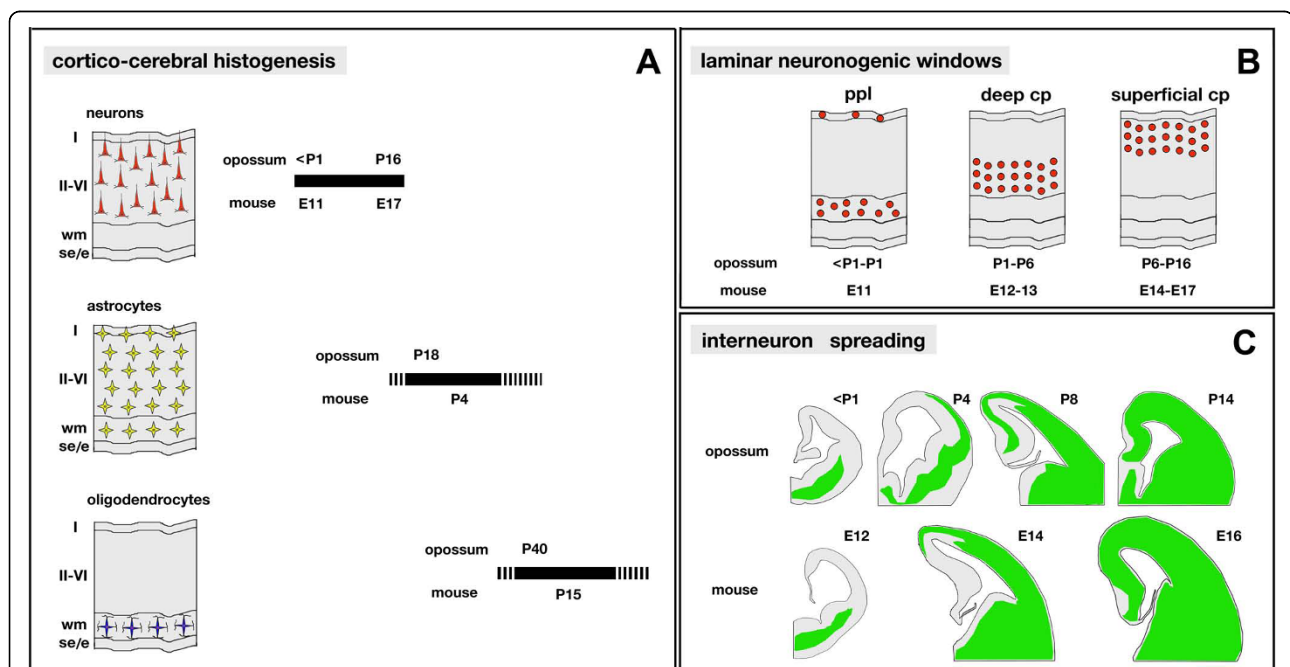 cortico-cerebral histogenesis
A
neurons
I
II-VI
wm
se/e
opossum <P1 P16
mouse E11 E17
astrocytes
I
II-VI
wm
se/e
opossum P18
mouse P4
oligodendrocytes
I
II-VI
wm
se/e
opossum P40
mouse P15
laminar neuronogenic windows
B
ppl deep cp superficial cp
opossum <P1-P1 P1-P6 P6-P16
mouse E11 E12-13 E14-E17
interneuron spreading
C
<P1 P4 P8 P14
opossum
E12 E14 E16
mouse